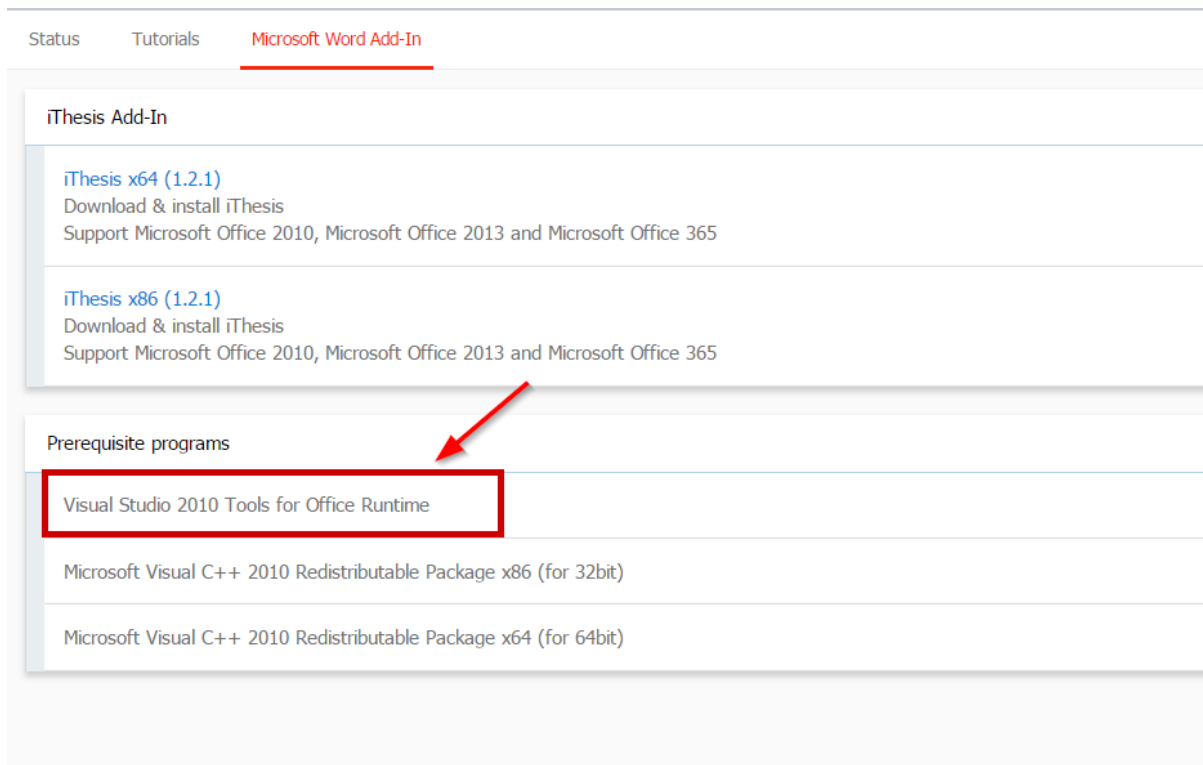 Status Tutorials Microsoft Word Add-In
iThesis Add-In
iThesis x64 (1.2.1)
Download & install iThesis
Support Microsoft Office 2010, Microsoft Office 2013 and Microsoft Office 365
iThesis x86 (1.2.1)
Download & install iThesis
Support Microsoft Office 2010, Microsoft Office 2013 and Microsoft Office 365
Prerequisite programs
Visual Studio 2010 Tools for Office Runtime
Microsoft Visual C++ 2010 Redistributable Package x86 (for 32bit)
Microsoft Visual C++ 2010 Redistributable Package x64 (for 64bit)